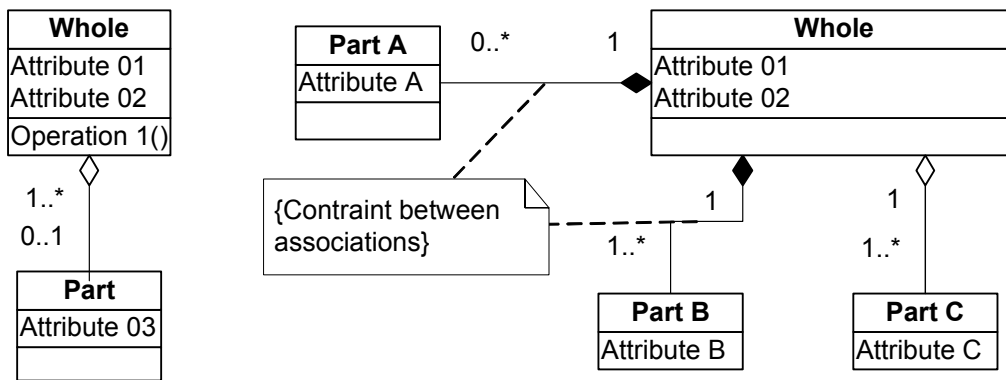 Whole
Attribute 01
Attribute 02
Operation 1()
1..*
0..1
Part
Attribute 03
Part A
Attribute A
0..*
1
Whole
Attribute 01
Attribute 02
{Contraint between
associations}
1
1..*
Part B
Attribute B
1
1..*
Part C
Attribute C